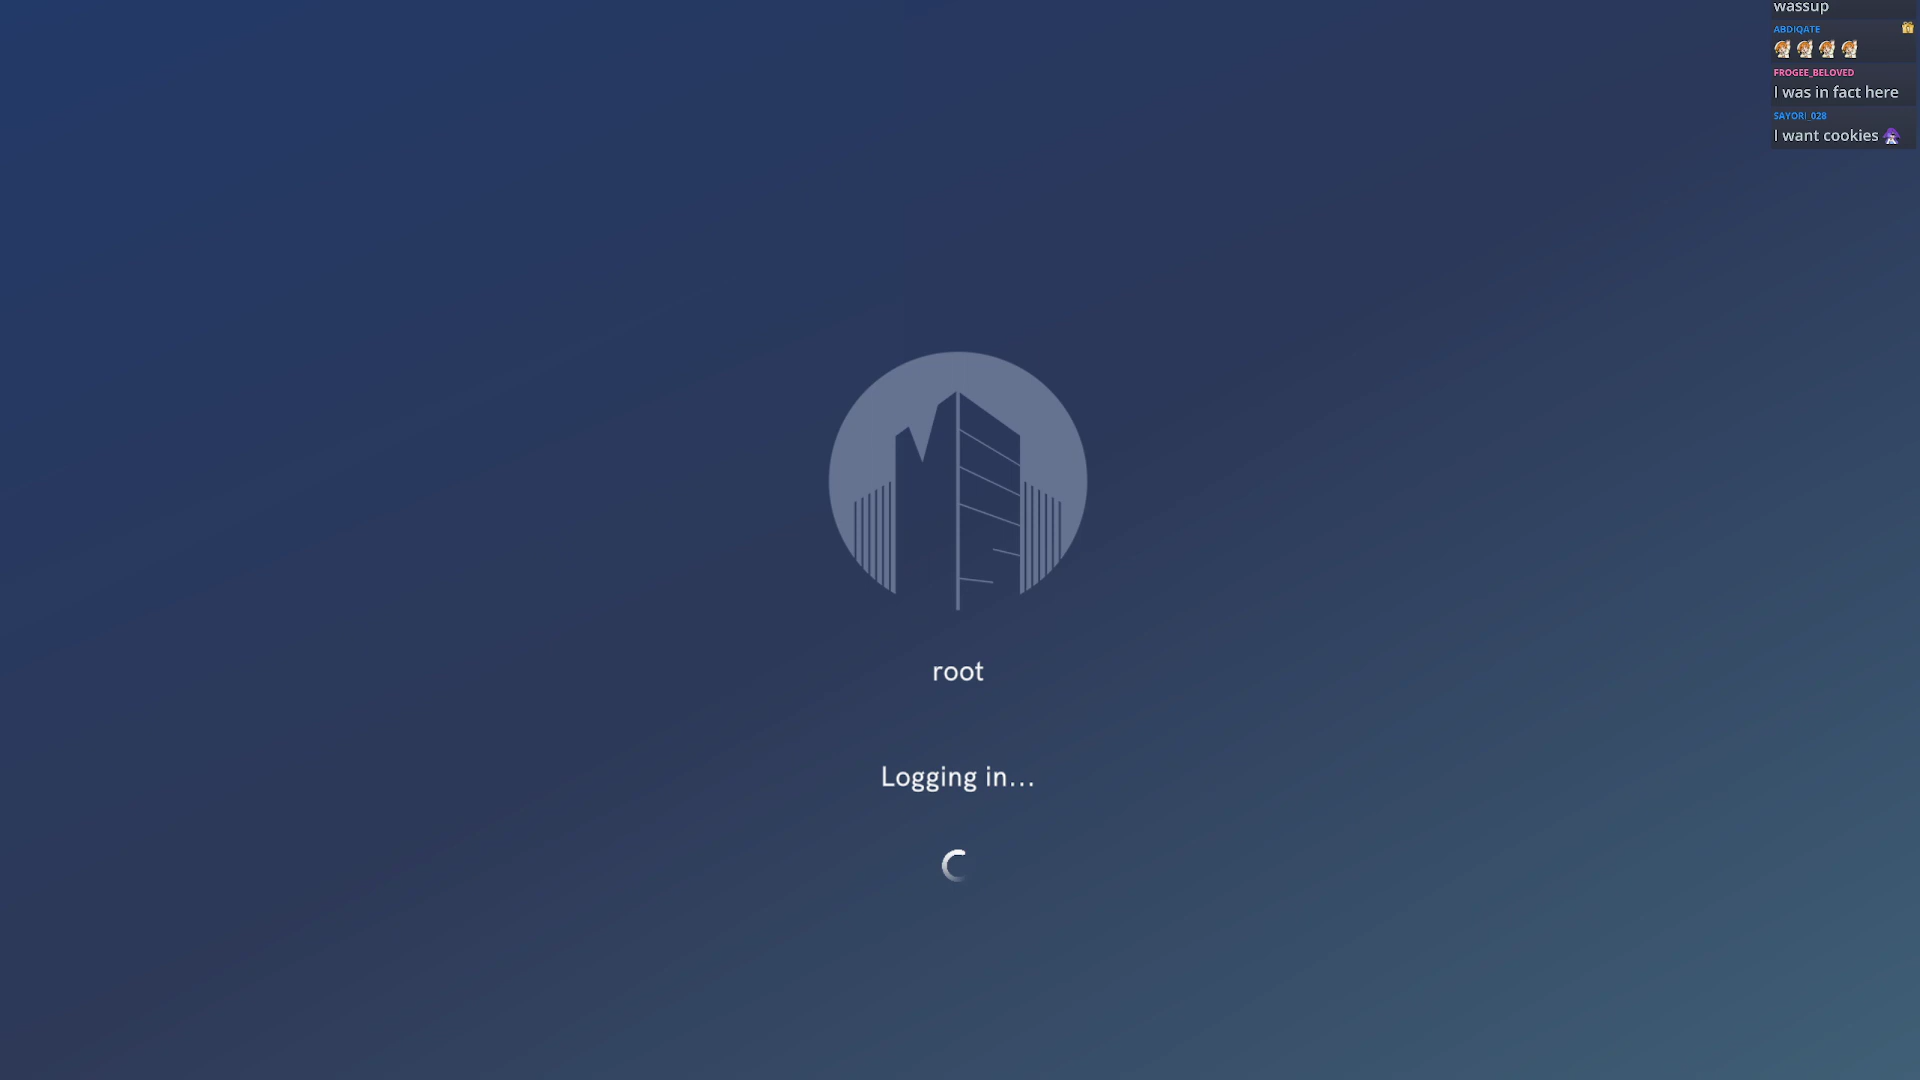 wassup
ABDIQATE
FROGEE_BELOVED
I was in fact here
SAYORI_028
I want cookies
root
Logging in...